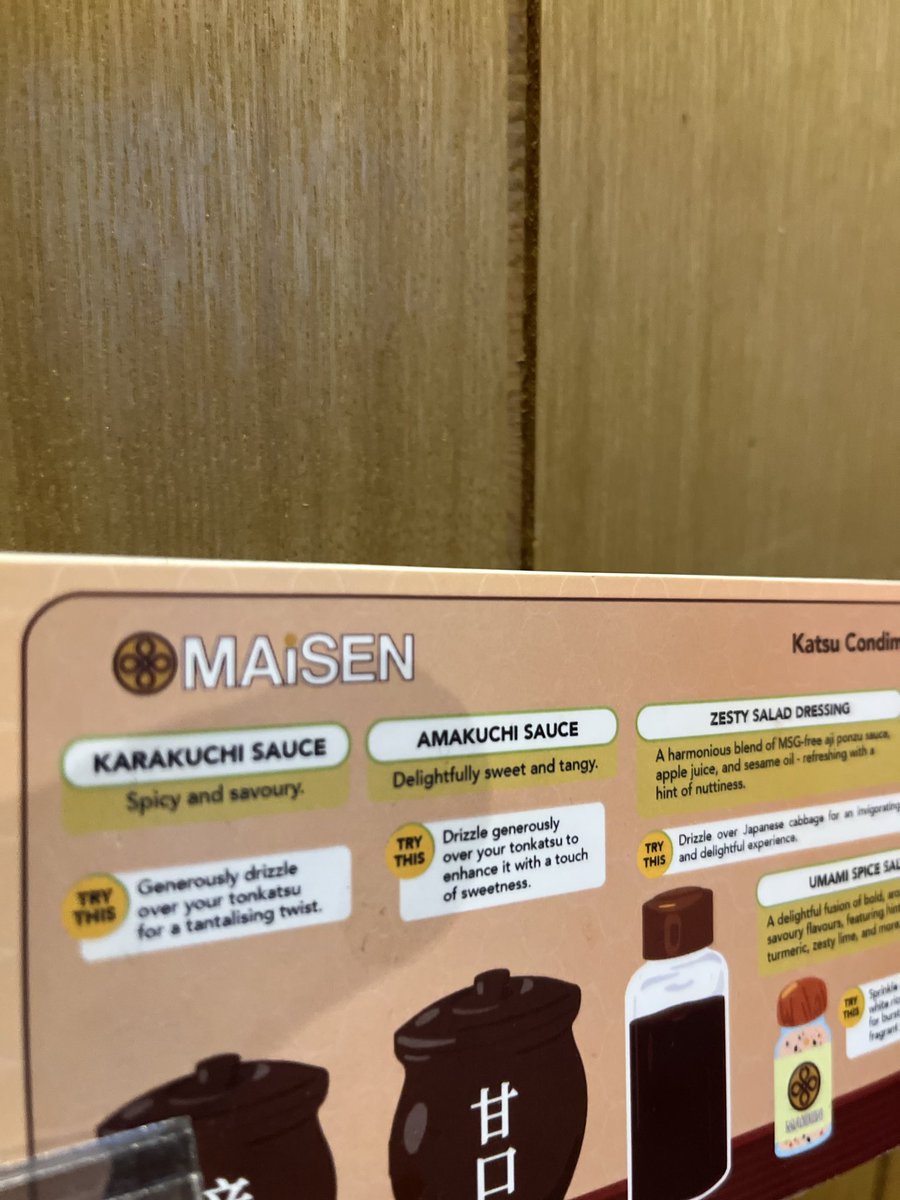 MAiSEN
Katsu
KARAKUCHI SAUCE
Spicy and savoury.
TRY
THIS
Generously drizzle
over your tonkatsu
for a tantalising twist.
AMAKUCHI SAUCE
Delightfully sweet and tangy.
TRY
THIS
Drizzle generously
over your tonkatsu to
enhance it with a touch
of sweetness.
ZESTY SALAD DRESSING
A harmonious blend of MSG-free aji ponzu sauce,
apple juice, and sesame oil - refreshing with a
hint of nuttiness.
TRY
THIS
Drizzle over Japanese cabbage for an invigorating
and delightful experience.
UMAMI SPICE
A delightful fusion of bold,
savoury flavours, featuring
turmeric, zesty lime, and more
TRY
THIS
Sprinkle
fragrant
甘
口